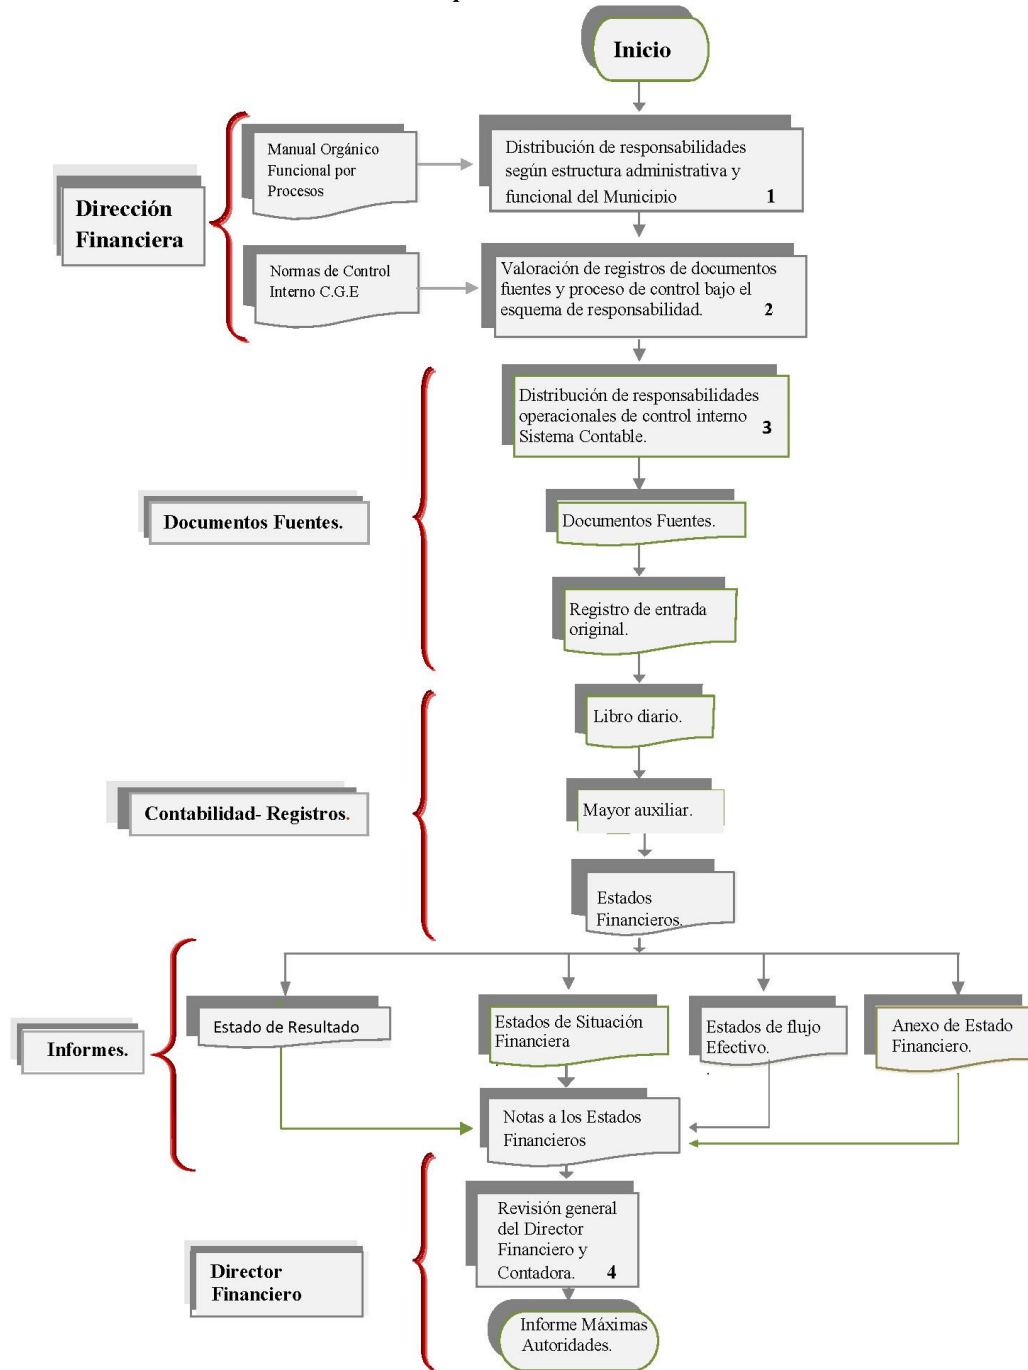 Inicio
Manual Orgánico
Funcional por
Procesos
Distribución de responsabilidades
según estructura administrativa y
funcional del Municipio 1
Dirección
Financiera
Normas de Control
Interno C.G.E
Valoración de registros de documentos
fuentes y proceso de control bajo el
esquema de responsabilidad. 2
Distribución de responsabilidades
operacionales de control interno
Sistema Contable. 3
Documentos Fuentes.
Documentos Fuentes.
Registro de entrada
original.
Libro diario.
Contabilidad- Registros.
Mayor auxiliar.
Estados
Financieros.
Informes.
Estado de Resultado
Estados de Situación
Financiera
Estados de flujo
Efectivo.
Anexo de Estado
Financiero.
Notas a los Estados
Financieros
Director
Financiero
Revisión general
del Director
Financiero y
Contadora. 4
Informe Máximas
Autoridades.